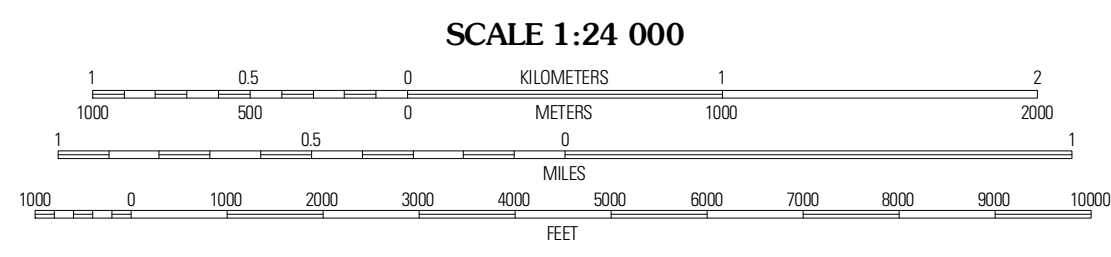 SCALE 1:24 000
1 0.5 0 KILOMETERS 1 2
1000 500 0 METERS 1000 2000
1 0.5 0 1
MILES
1000 0 1000 2000 3000 4000 5000 6000 7000 8000 9000 10000
FEET